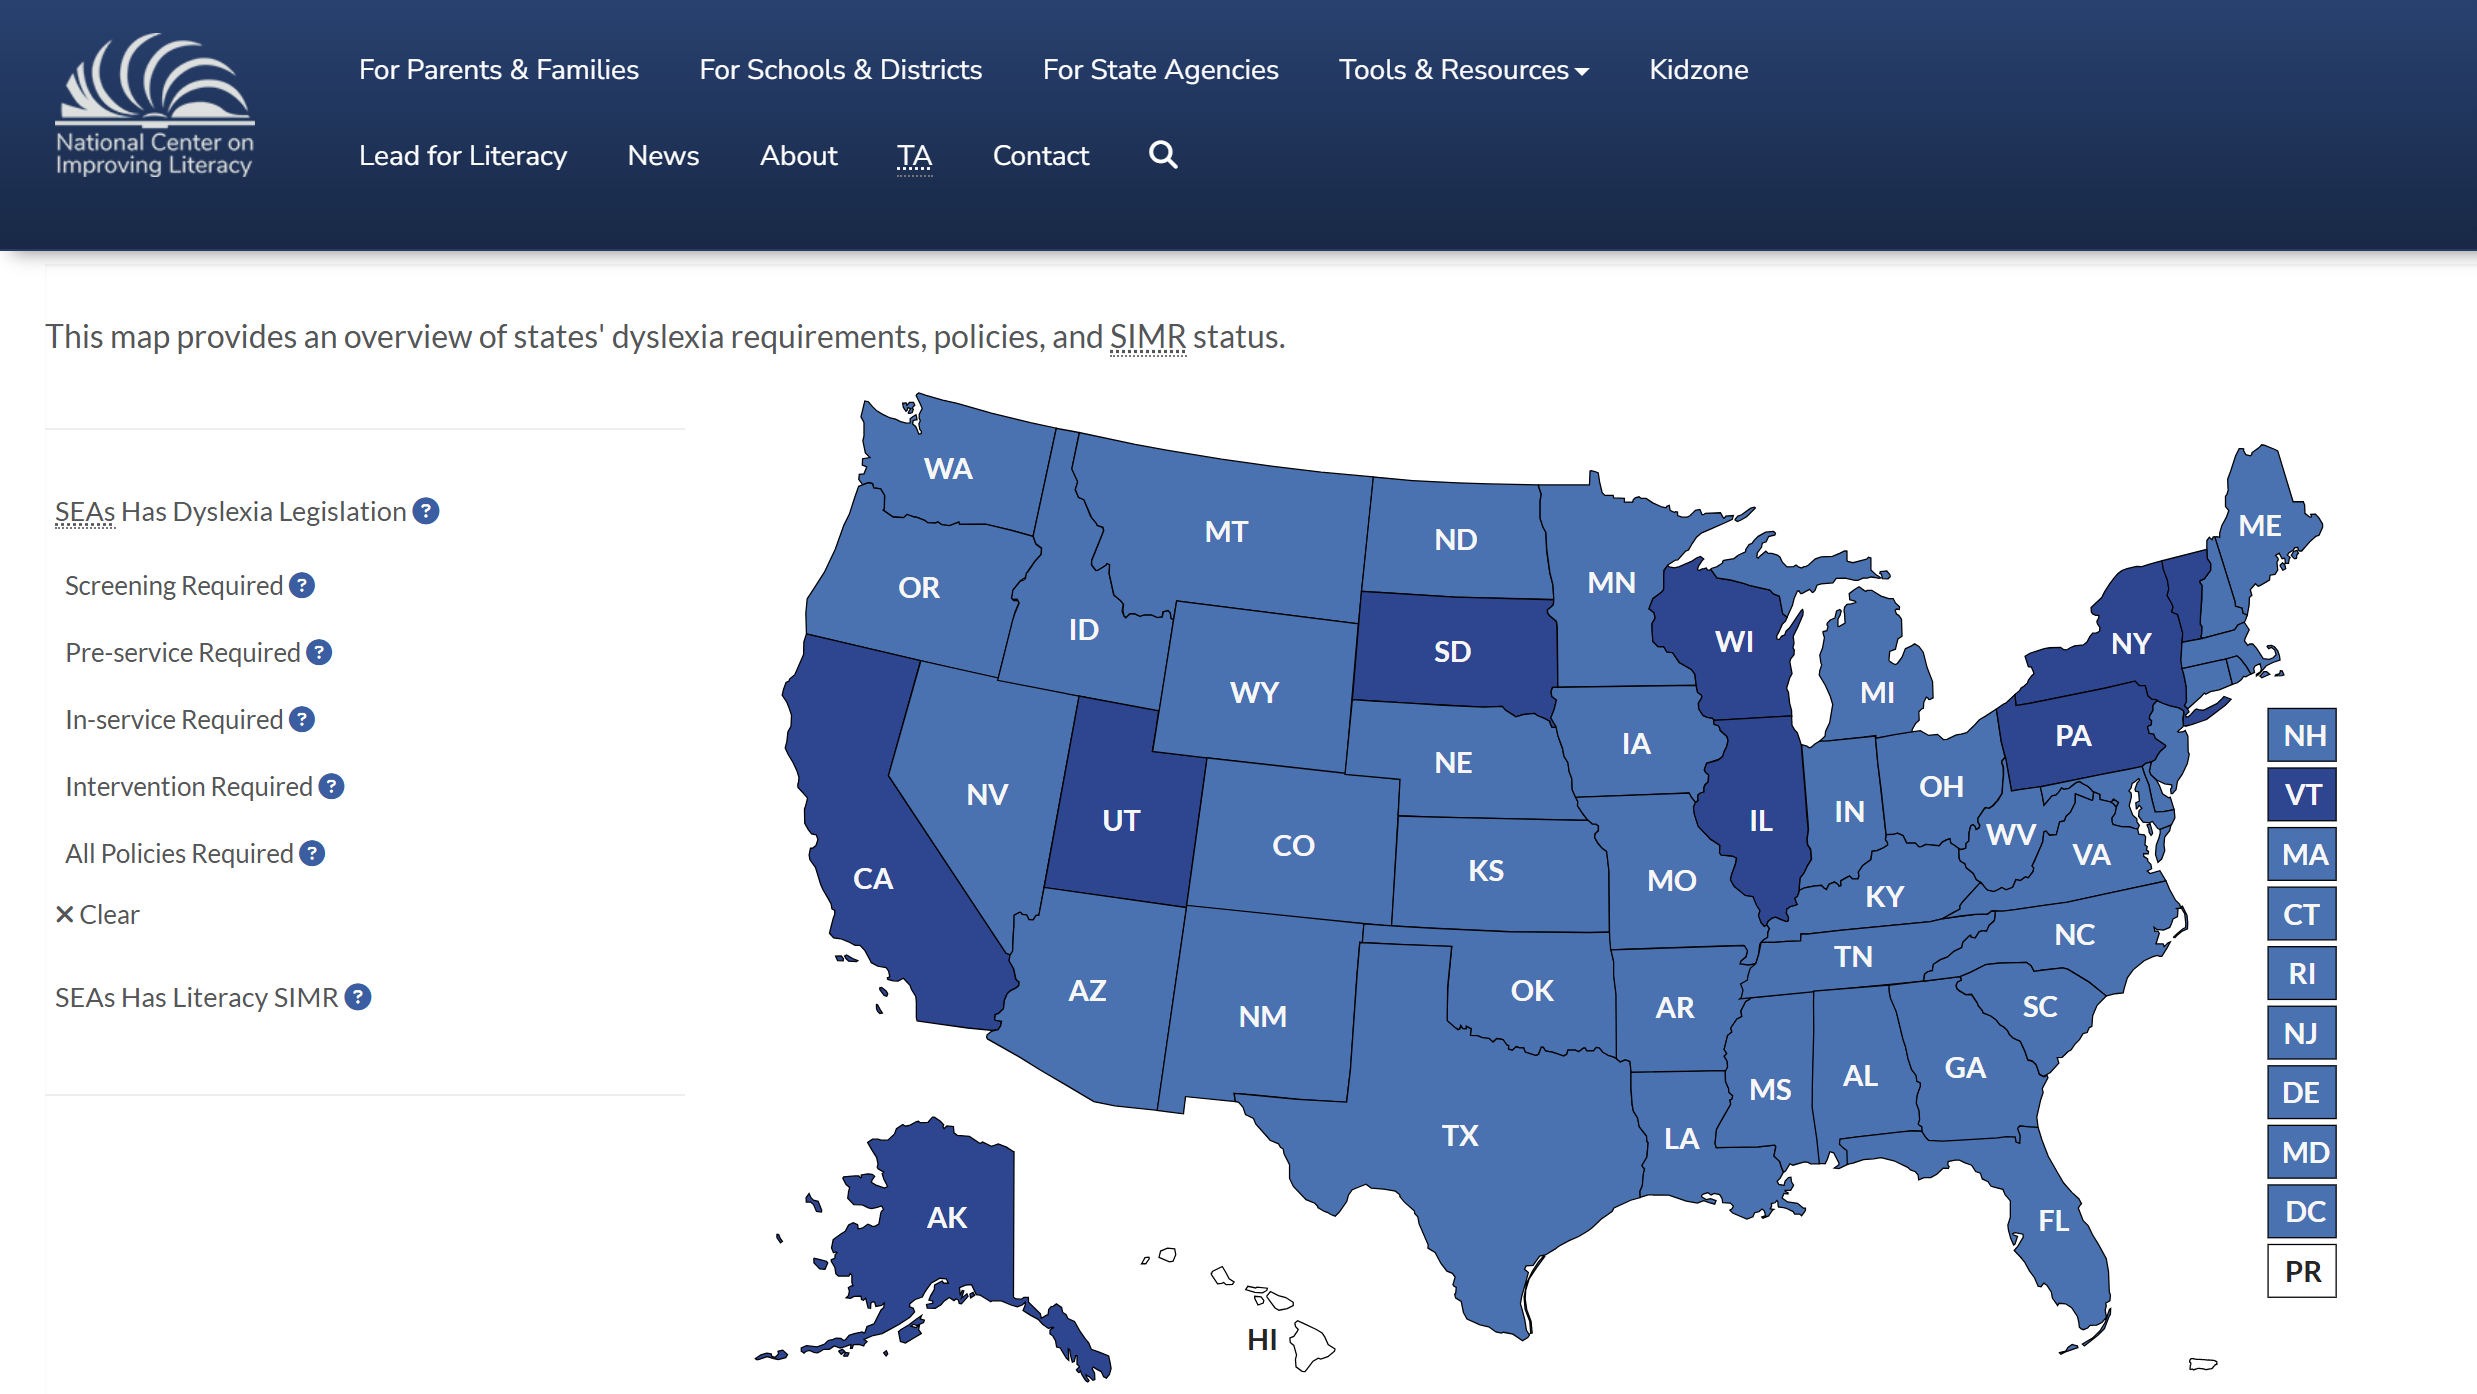 National Center on
Improving Literacy
For Parents & Families
For Schools & Districts
For State Agencies
Tools & Resources
Kidzone
Lead for Literacy
News
About
TA
Contact
This map provides an overview of states' dyslexia requirements, policies, and SIMR status.
SEAs Has Dyslexia Legislation ?
Screening Required ?
Pre-service Required ?
In-service Required ?
Intervention Required ?
All Policies Required ?
✕ Clear
SEAs Has Literacy SIMR ?
WA
MT
ND
ME
OR
MN
ID
SD
WI
NY
WY
MI
PA
NH
IA
NE
OH
VT
NV
UT
IN
IL
WV
CO
VA
MA
KS
CA
MO
KY
CT
NC
TN
RI
AZ
OK
SC
AR
NM
NJ
GA
AL
MS
DE
TX
LA
MD
AK
FL
DC
PR
HI